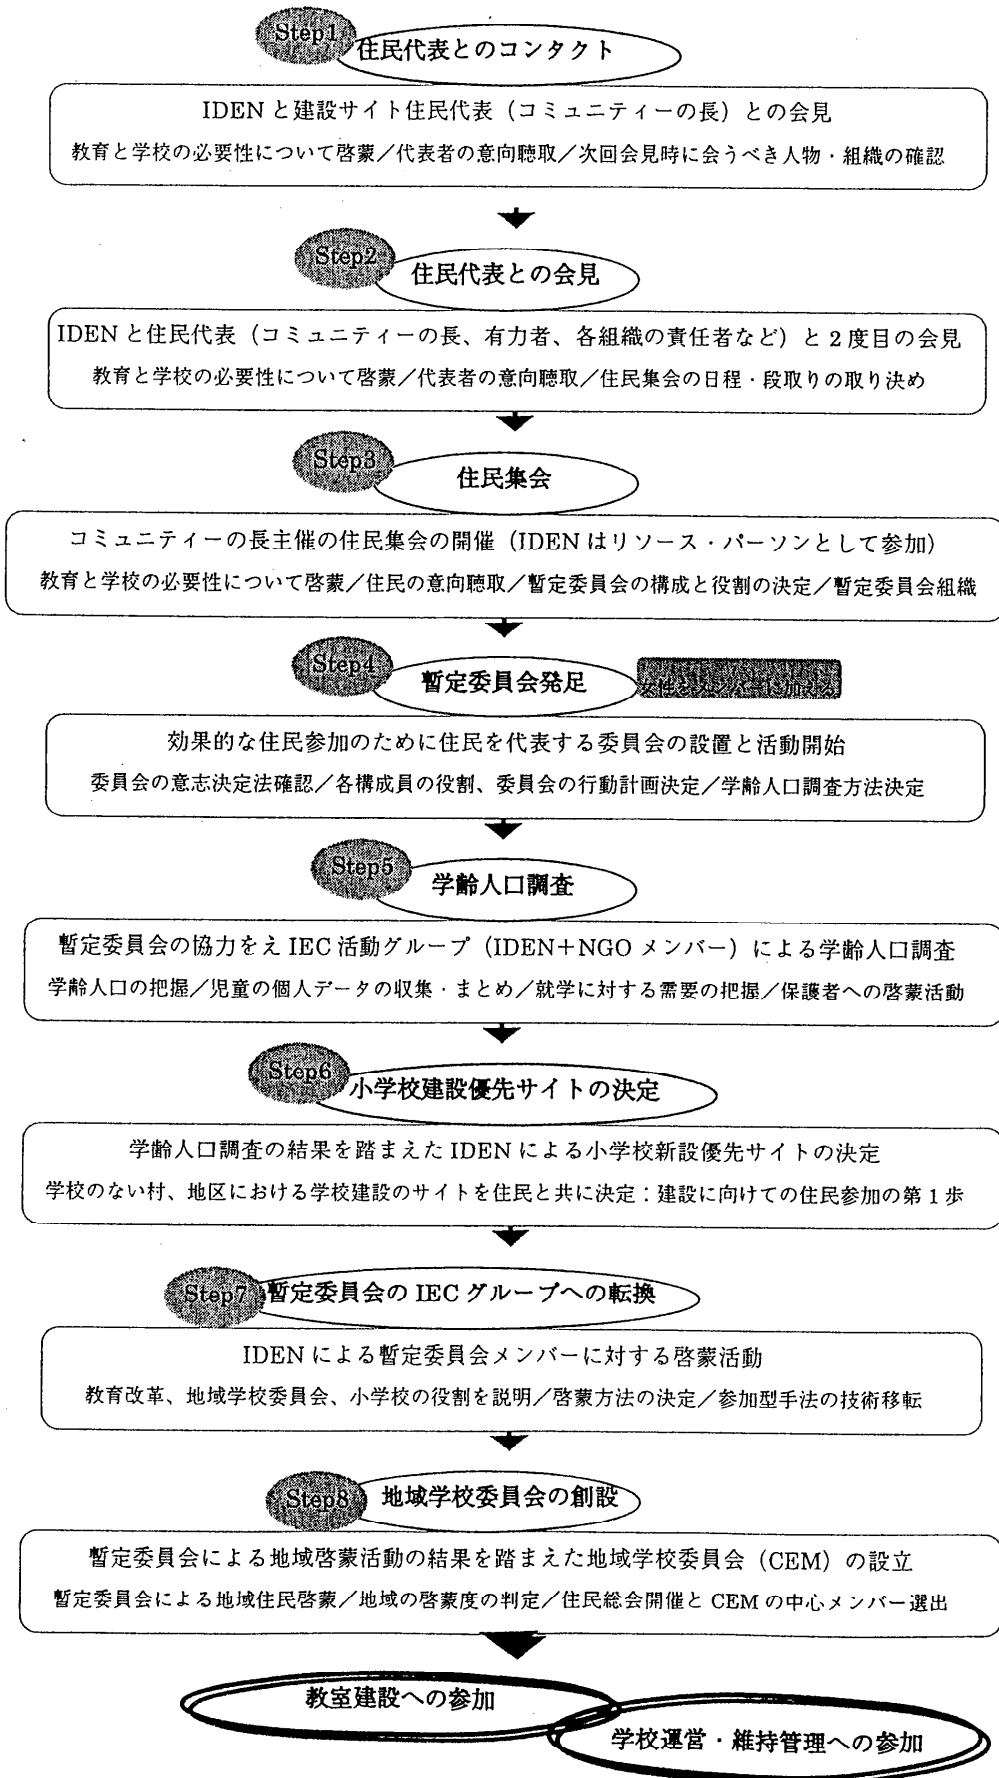 Step1
住民代表とのコンタクト
IDENと建設サイト住民代表（コミュニティーの長）との会見
教育と学校の必要性について啓蒙／代表者の意向聴取／次回会見時に会うべき人物・組織の確認
Step2
住民代表との会見
IDENと住民代表（コミュニティーの長、有力者、各組織の責任者など）と2度目の会見
教育と学校の必要性について啓蒙／代表者の意向聴取／住民集会の日程・段取りの取り決め
Step3
住民集会
コミュニティーの長主催の住民集会の開催（IDENはリソース・パーソンとして参加）
教育と学校の必要性について啓蒙／住民の意向聴取／暫定委員会の構成と役割の決定／暫定委員会組織
Step4
暫定委員会発足
女性をメンバーに加える
効果的な住民参加のために住民を代表する委員会の設置と活動開始
委員会の意志決定法確認／各構成員の役割、委員会の行動計画決定／学齢人口調査方法決定
Step5
学齢人口調査
暫定委員会の協力をえIEC活動グループ（IDEN＋NGOメンバー）による学齢人口調査
学齢人口の把握／児童の個人データの収集・まとめ／就学に対する需要の把握／保護者への啓蒙活動
Step6
小学校建設優先サイトの決定
学齢人口調査の結果を踏まえたIDENによる小学校新設優先サイトの決定
学校のない村、地区における学校建設のサイトを住民と共に決定：建設に向けての住民参加の第1歩
Step7
暫定委員会のIECグループへの転換
IDENによる暫定委員会メンバーに対する啓蒙活動
教育改革、地域学校委員会、小学校の役割を説明／啓蒙方法の決定／参加型手法の技術移転
Step8
地域学校委員会の創設
暫定委員会による地域啓蒙活動の結果を踏まえた地域学校委員会（CEM）の設立
暫定委員会による地域住民啓蒙／地域の啓蒙度の判定／住民総会開催とCEMの中心メンバー選出
教室建設への参加
学校運営・維持管理への参加